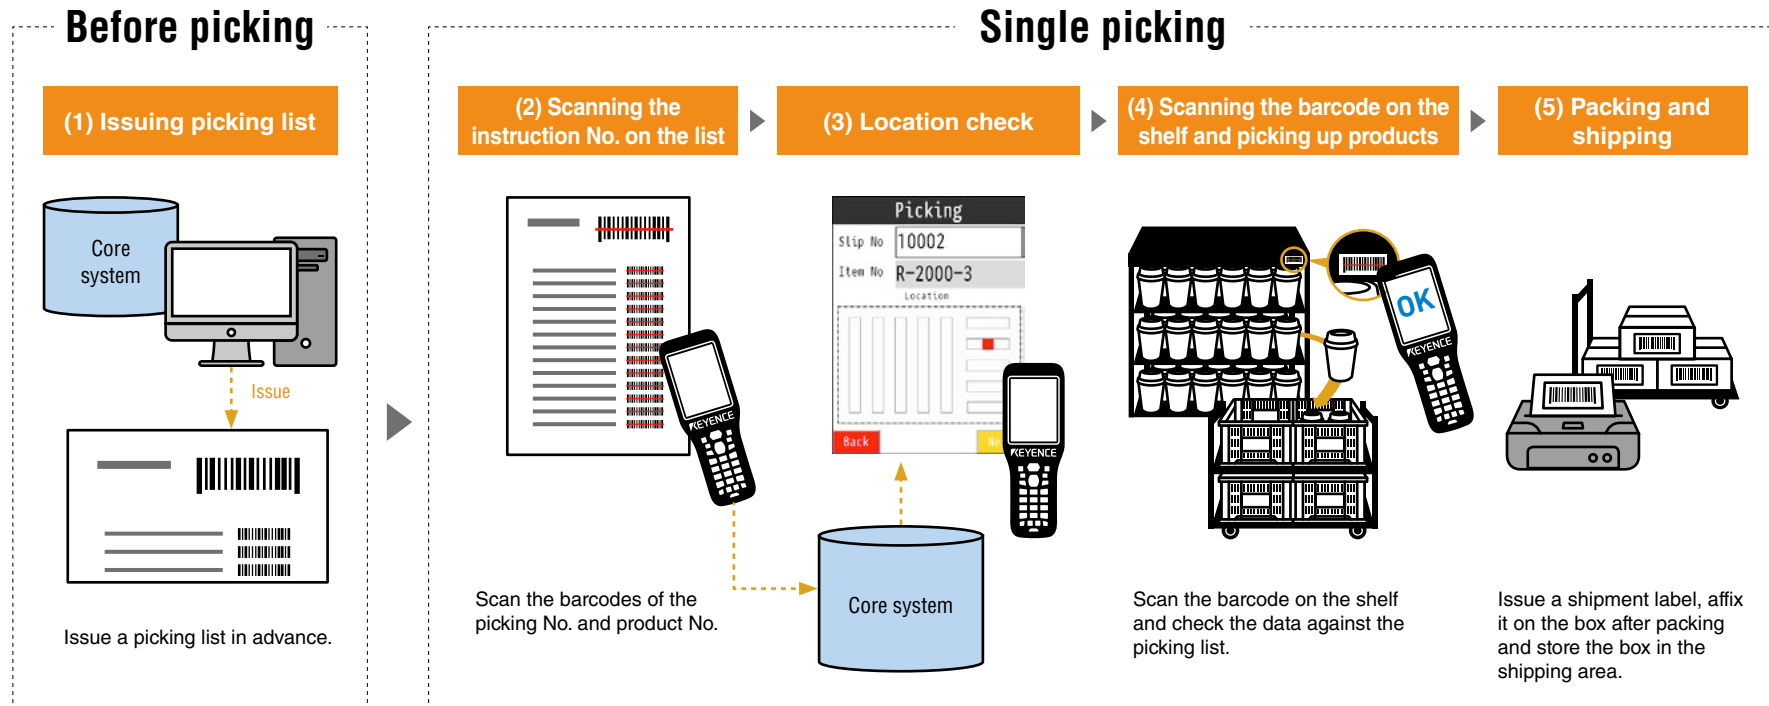 Before picking
Single picking
(1) Issuing picking list
(2) Scanning the
instruction No. on the list
(3) Location check
(4) Scanning the barcode on the
shelf and picking up products
(5) Packing and
shipping
Core
system
Issue
Issue a picking list in advance.
KEYENCE
Scan the barcodes of the
picking No. and product No.
Picking
Slip No 10002
Item No R-2000-3
Location
Back
KEYENCE
Core system
OK
KEYENCE
Scan the barcode on the shelf
and check the data against the
picking list.
Issue a shipment label, affix
it on the box after packing
and store the box in the
shipping area.